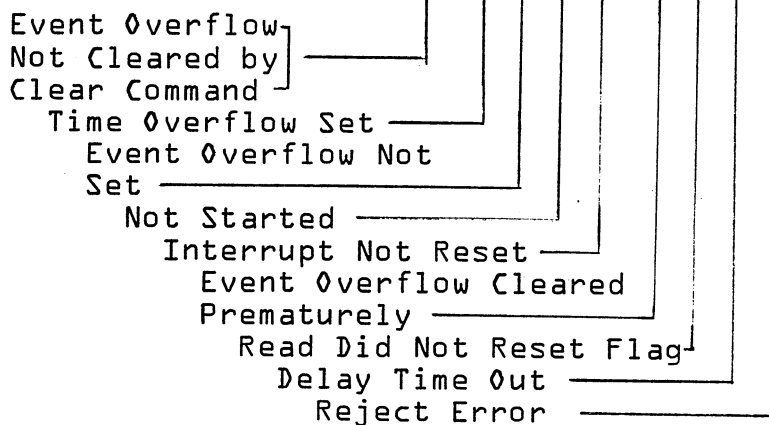 Event Overflow
Not Cleared by
Clear Command
Time Overflow Set
Event Overflow Not
Set
Not Started
Interrupt Not Reset
Event Overflow Cleared
Prematurely
Read Did Not Reset Flag
Delay Time Out
Reject Error